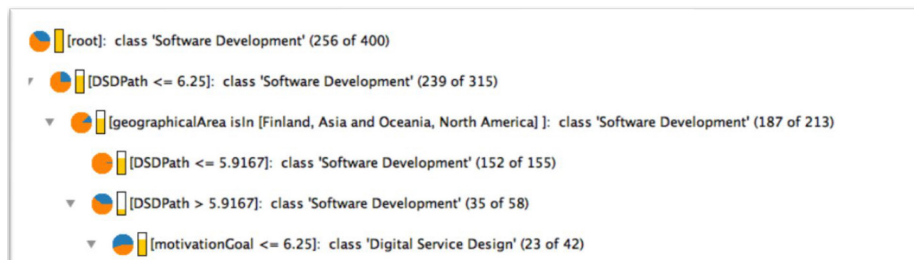 [root]: class 'Software Development' (256 of 400)
[DSDPath <= 6.25]: class 'Software Development' (239 of 315)
[geographicalArea isIn [Finland, Asia and Oceania, North America] ]: class 'Software Development' (187 of 213)
[DSDPath <= 5.9167]: class 'Software Development' (152 of 155)
[DSDPath > 5.9167]: class 'Software Development' (35 of 58)
[motivationGoal <= 6.25]: class 'Digital Service Design' (23 of 42)